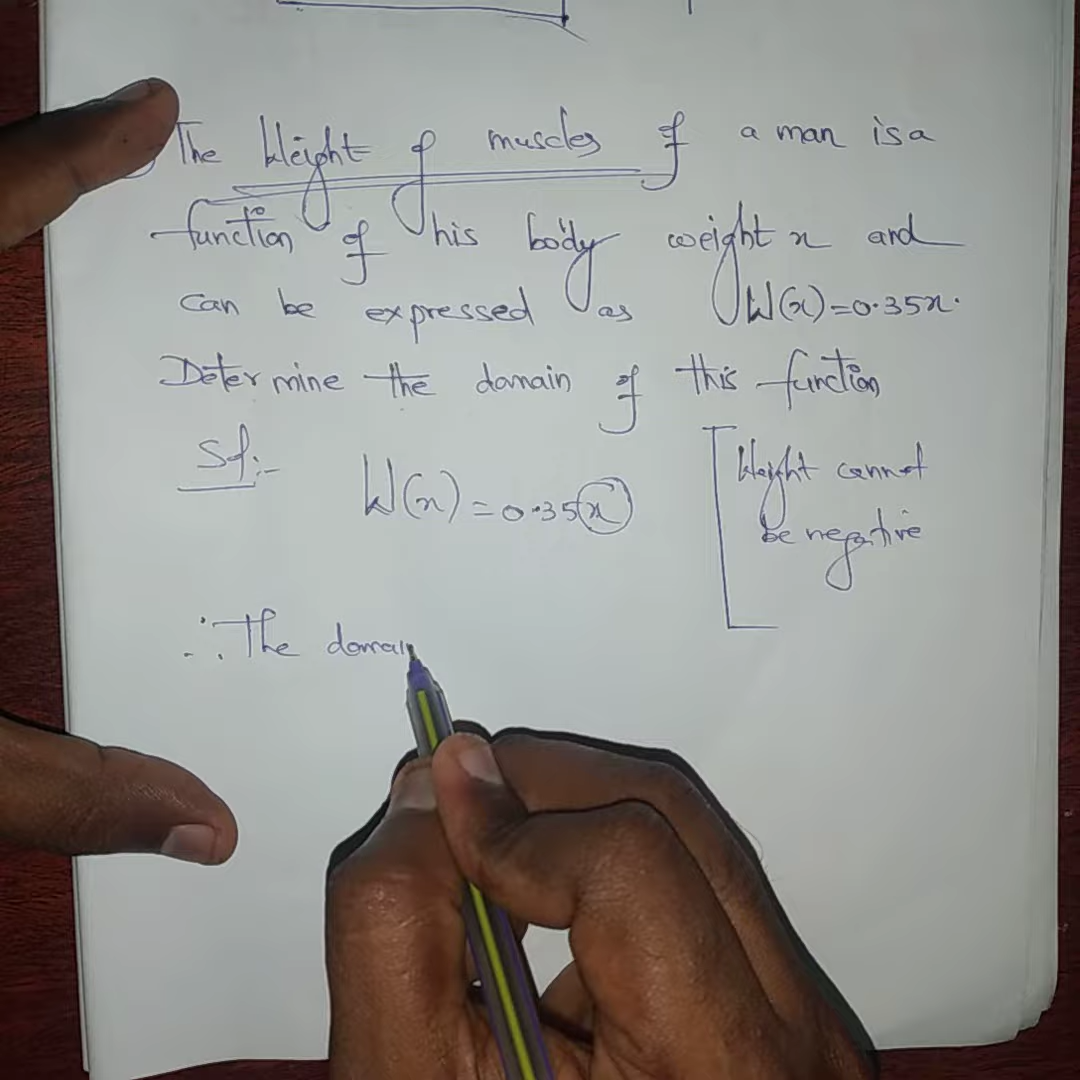 The Weight of muscles of a man is a
function of his body weight x and
can be expressed as W(x)=0.35x.
Determine the domain of this function
Sol:-
W(x) = 0.35x
Weight cannot
be negative
∴ The domain